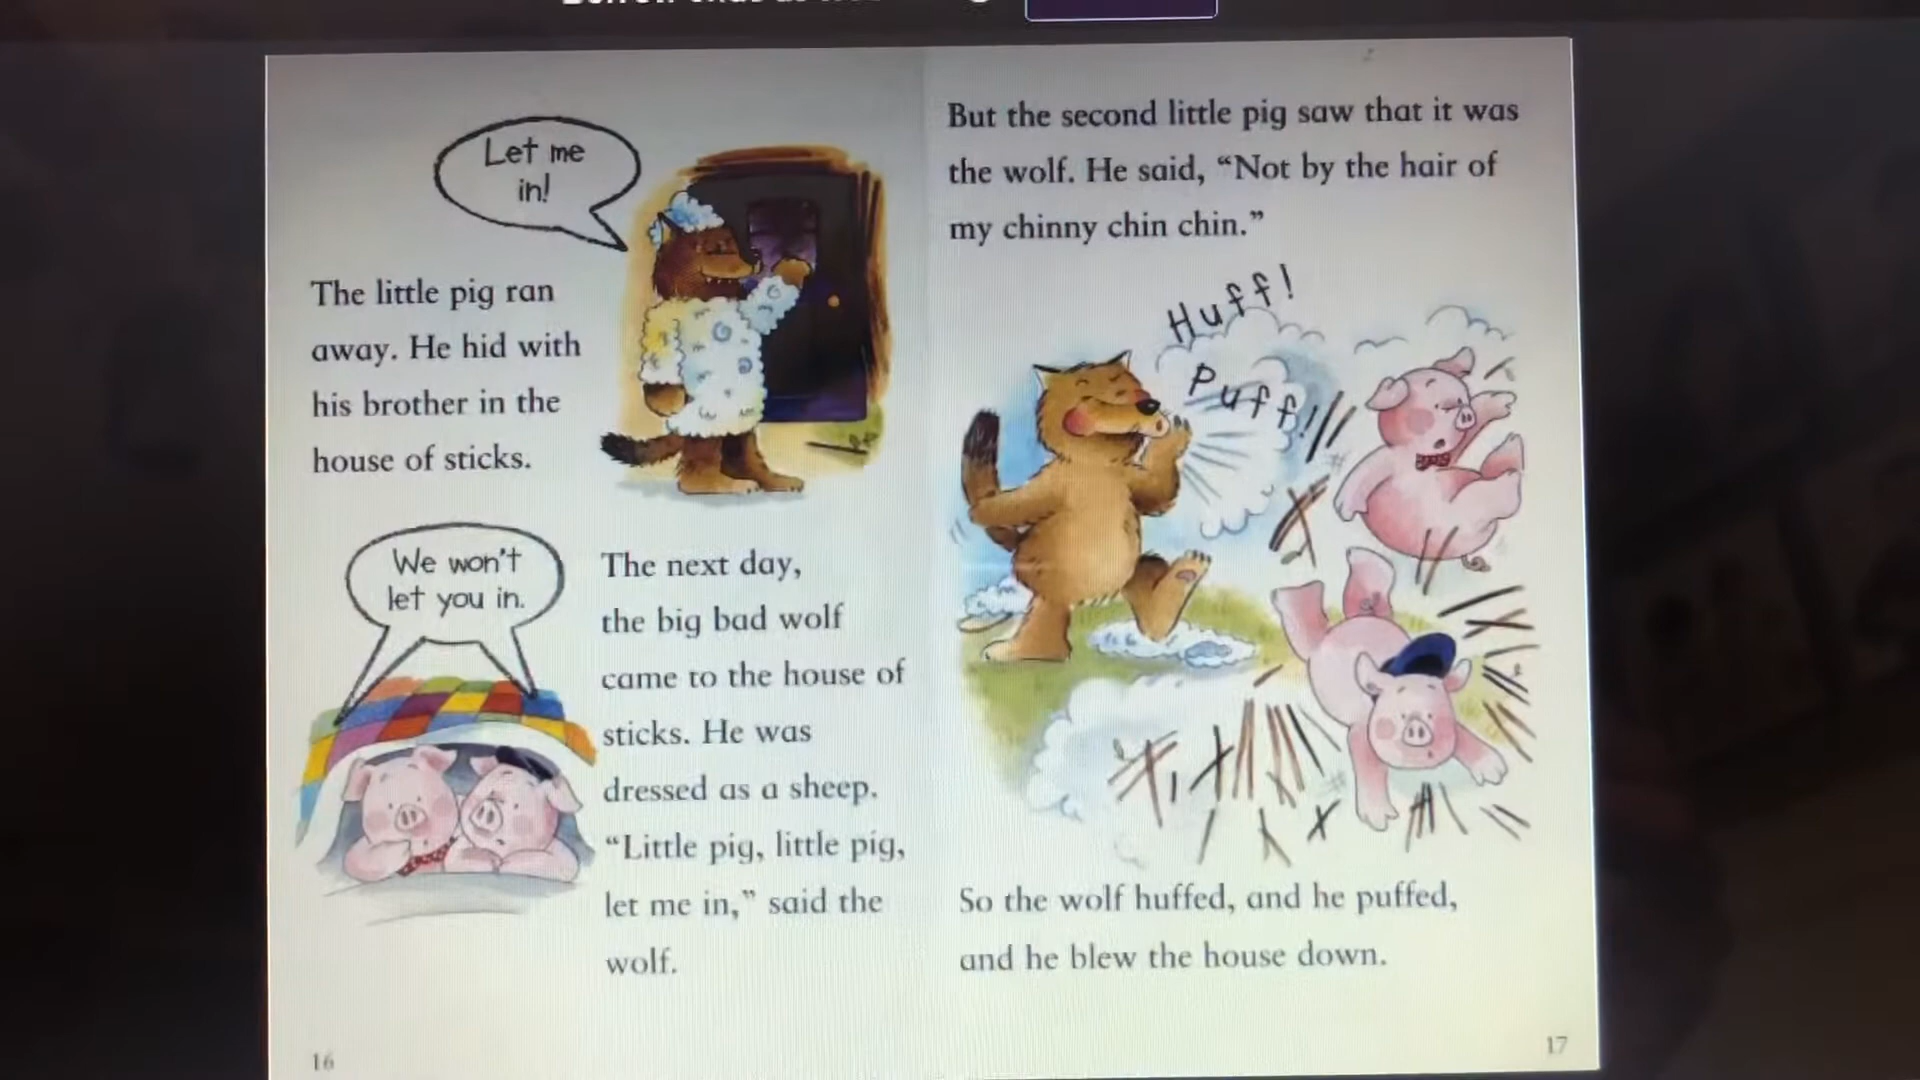 Let me
in!
The little pig ran
away. He hid with
his brother in the
house of sticks.
We won't
let you in.
The next day,
the big bad wolf
came to the house of
sticks. He was
dressed as a sheep.
“Little pig, little pig,
let me in,” said the
wolf.
16
But the second little pig saw that it was
the wolf. He said, “Not by the hair of
my chinny chin chin.”
Huff!
Puff!
So the wolf huffed, and he puffed,
and he blew the house down.
17